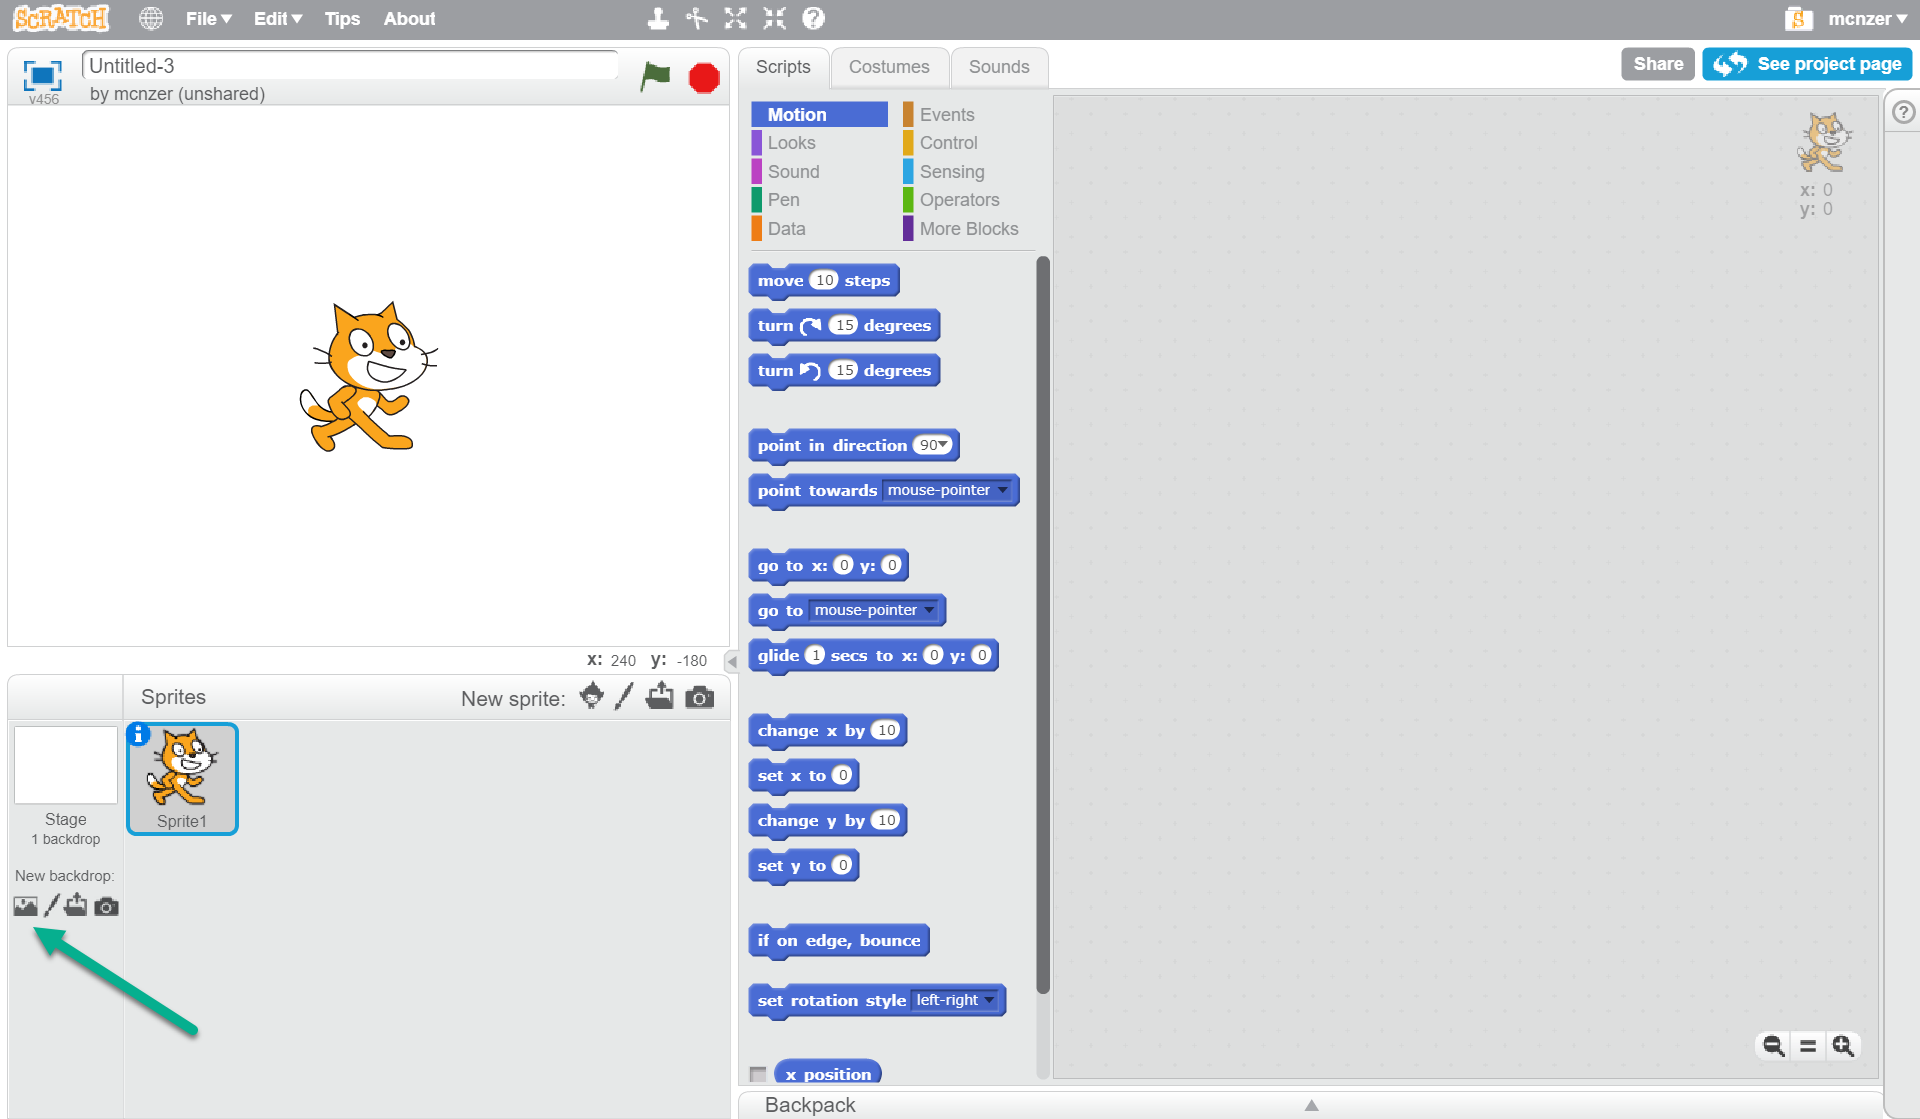 SCRATCH File Edit Tips About mcnzer
Untitled-3
by mcnzer (unshared)
v456
Scripts Costumes Sounds
Share See project page
Motion Events
Looks Control
Sound Sensing
Pen Operators
Data More Blocks
x: 0
y: 0
move 10 steps
turn 15 degrees
turn 15 degrees
point in direction 90
point towards mouse-pointer
go to x: 0 y: 0
go to mouse-pointer
glide 1 secs to x: 0 y: 0
change x by 10
set x to 0
change y by 10
set y to 0
if on edge, bounce
set rotation style left-right
x position
x: 240 y: -180
Sprites New sprite:
Sprite1
Stage
1 backdrop
New backdrop:
Backpack